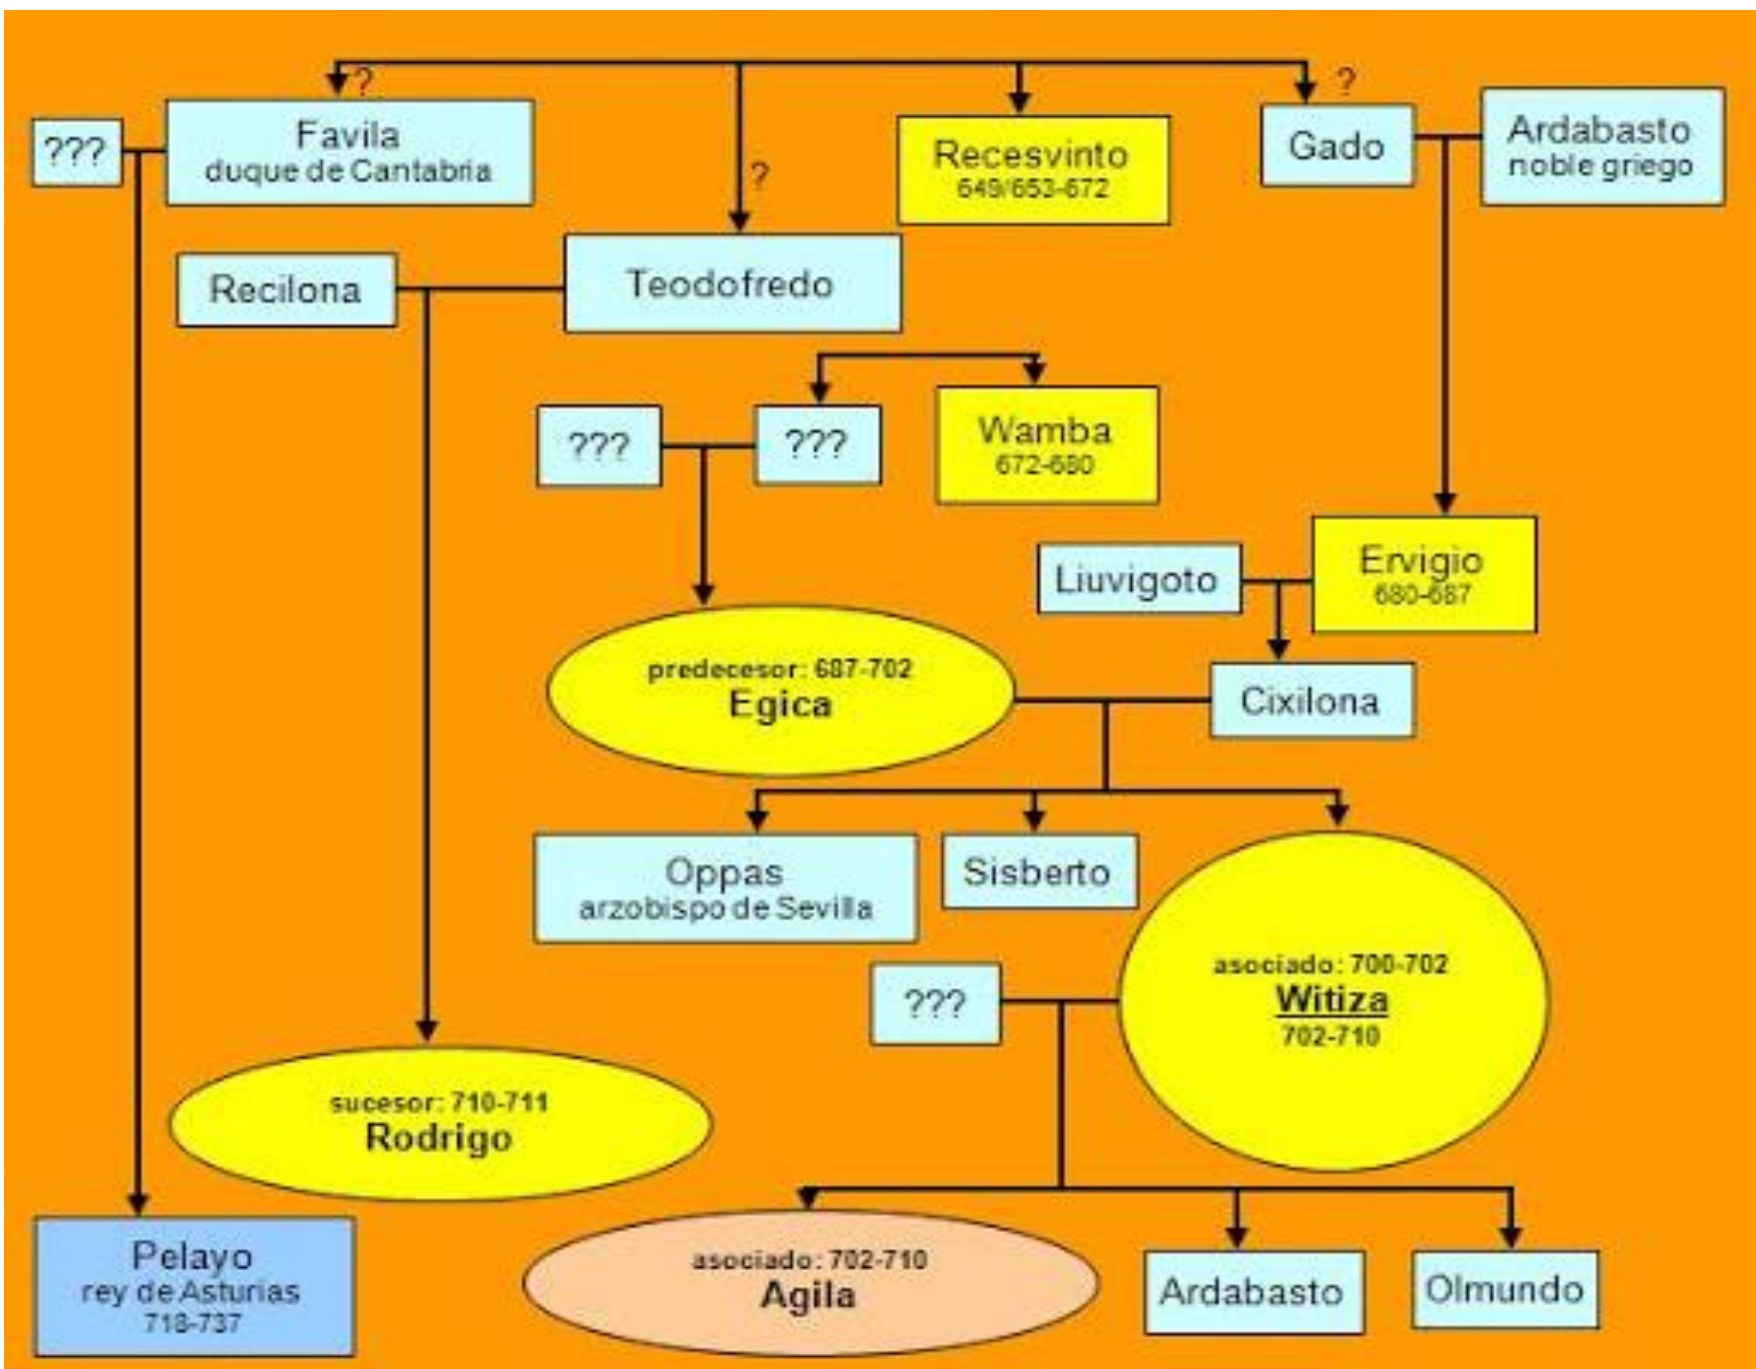 ?
?
???
Favila
duque de Cantabria
Recesvinto
649/653-672
Gado
Ardabasto
noble griego
?
Recilona
Teodofredo
???
???
Wamba
672-680
Liuvigoto
Ervigio
680-687
predecesor: 687-702
Egica
Cixilona
Oppas
arzobispo de Sevilla
Sisberto
asociado: 700-702
Witiza
702-710
???
sucesor: 710-711
Rodrigo
Pelayo
rey de Asturias
718-737
asociado: 702-710
Agila
Ardabasto
Olmundo